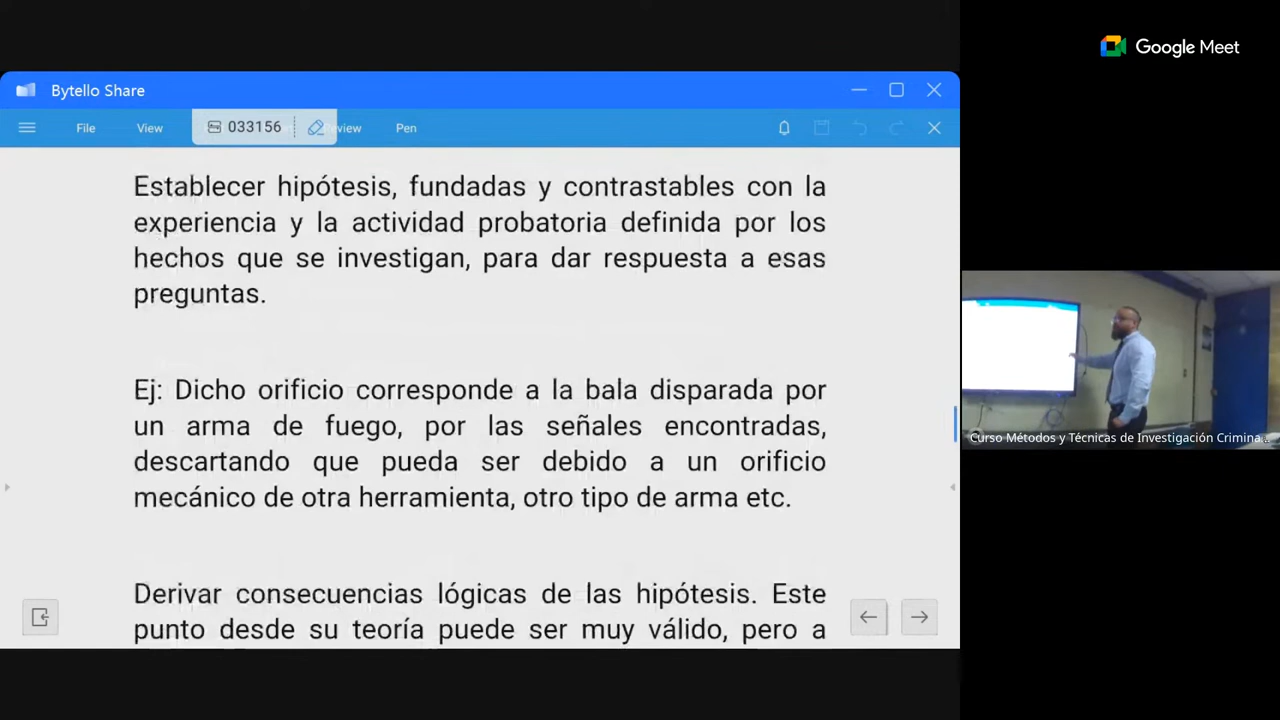 Google Meet
Bytello Share
File
View
033156
eview
Pen
Establecer hipótesis, fundadas y contrastables con la
experiencia y la actividad probatoria definida por los
hechos que se investigan, para dar respuesta a esas
preguntas.
Ej: Dicho orificio corresponde a la bala disparada por
un arma de fuego, por las señales encontradas,
descartando que pueda ser debido a un orificio
mecánico de otra herramienta, otro tipo de arma etc.
Derivar consecuencias lógicas de las hipótesis. Este
punto desde su teoría puede ser muy válido, pero a
Curso Métodos y Técnicas de Investigación Crimina...